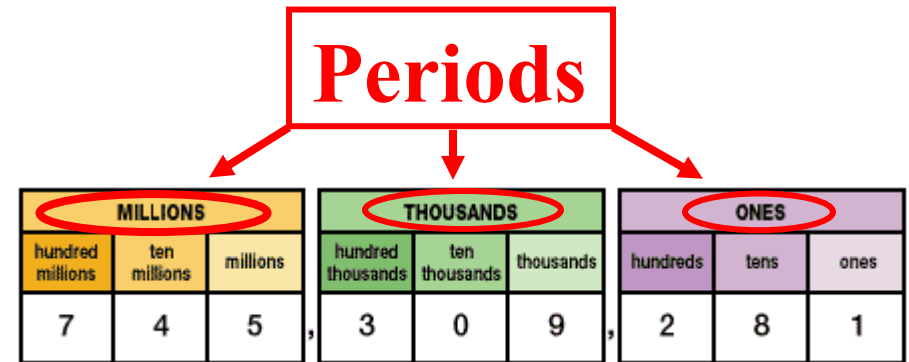 Periods
MILLIONS THOUSANDS ONES
hundred millions ten millions millions hundred thousands ten thousands thousands hundreds tens ones
7 4 5 , 3 0 9 , 2 8 1